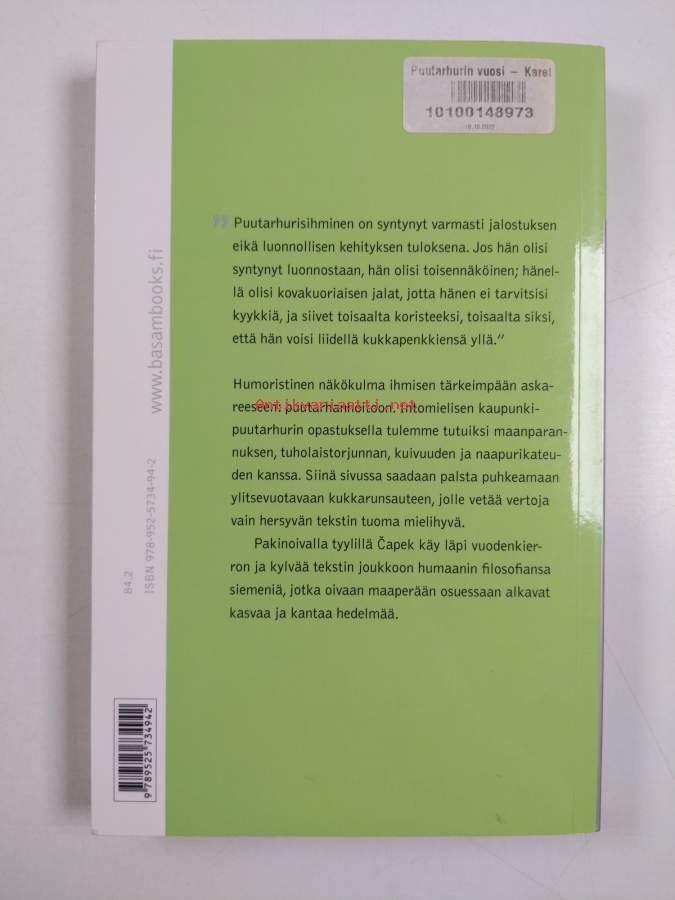 Puutarhurin vuosi – Karel
10100148973
"Puutarhurisihminen on syntynyt varmasti jalostuksen
eikä luonnollisen kehityksen tuloksena. Jos hän olisi
syntynyt luonnostaan, hän olisi toisennäköinen; hänel-
lä olisi kovakuoriaisen jalat, jotta hänen ei tarvitsisi
kyykkiä, ja siivet toisaalta koristeeksi, toisaalta siksi,
että hän voisi liidellä kukkapenkkiensä yllä."
Humoristinen näkökulma ihmisen tärkeimpään aska-
reeseen: puutarhanhoitoon. Intomielisen kaupunki-
Antikvariaatti.net
puutarhurin opastuksella tulemme tutuiksi maanparan-
nuksen, tuholaistorjunnan, kuivuuden ja naapurikateu-
den kanssa. Siinä sivussa saadaan palsta puhkeamaan
ylitsevuotavaan kukkarunsauteen, jolle vetää vertoja
vain hersyvän tekstin tuoma mielihyvä.
Pakinoivalla tyylillä Čapek käy läpi vuodenkier-
ron ja kylvää tekstin joukkoon humaanin filosofiansa
siemeniä, jotka oivaan maaperään osuessaan alkavat
kasvaa ja kantaa hedelmää.
www.basambooks.fi
84.2
ISBN 978-952-5734-94-2
9 789525 734942